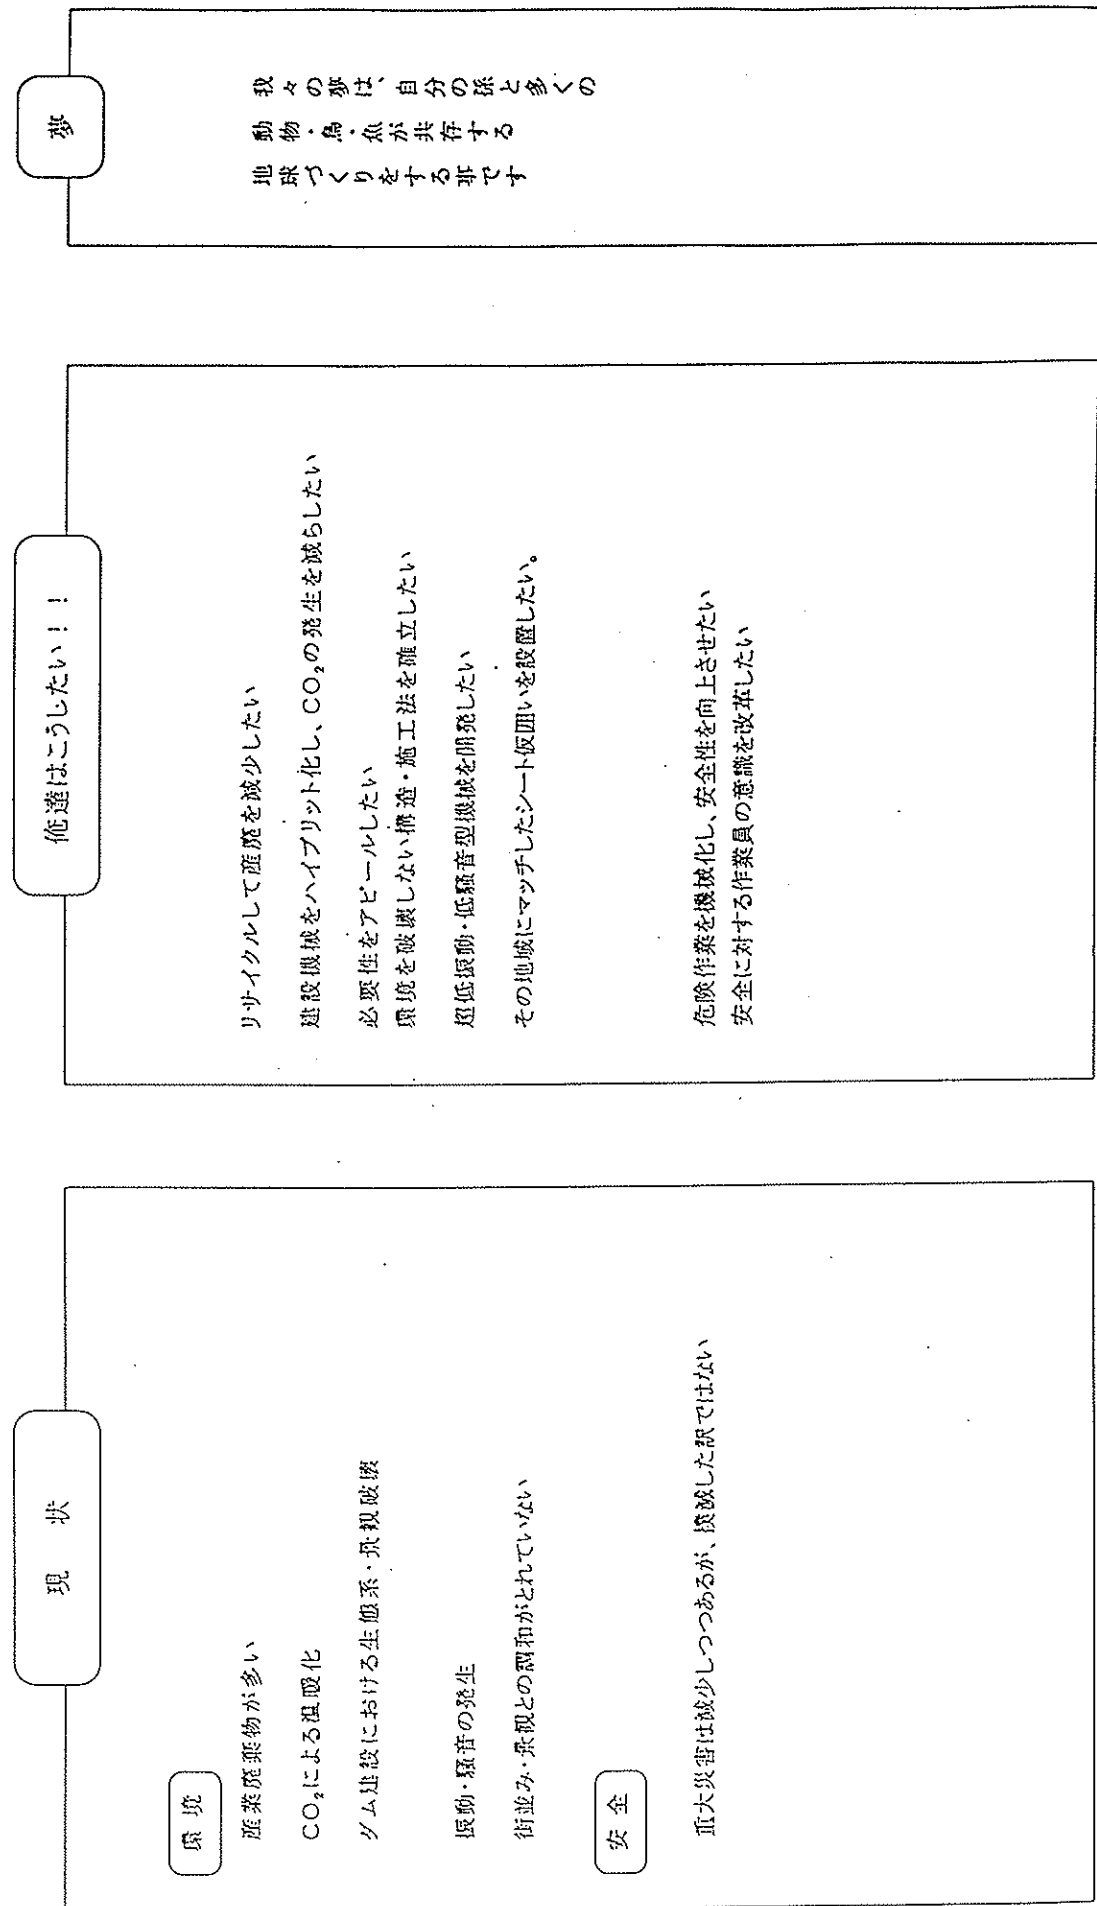 現　状
環 境
産業廃棄物が多い
CO₂による温暖化
ダム建設における生態系・景観破壊
振動・騒音の発生
街並み・景観との調和がとれていない
安 全
重大災害は減少しつつあるが、撲滅した訳ではない
俺達はこうしたい！！
リサイクルして産廃を減少したい
建設機械をハイブリット化し、CO₂の発生を減らしたい
必要性をアピールしたい
環境を破壊しない構造・施工法を確立したい
超低振動・低騒音型機械を開発したい
その地域にマッチしたシート仮囲いを設置したい。
危険作業を機械化し、安全性を向上させたい
安全に対する作業員の意識を改革したい
夢
我々の夢は、自分の孫と多くの
動物・鳥・魚が共存する
地球づくりをする事です